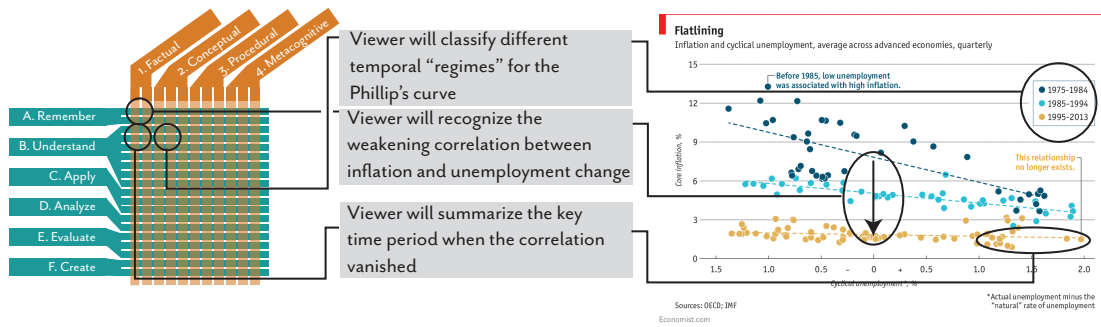 1. Factual
2. Conceptual
3. Procedural
4. Metacognitive
A. Remember
B. Understand
C. Apply
D. Analyze
E. Evaluate
F. Create
Viewer will classify different
temporal “regimes” for the
Phillip’s curve
Viewer will recognize the
weakening correlation between
inflation and unemployment change
Viewer will summarize the key
time period when the correlation
vanished
Flatlining
Inflation and cyclical unemployment, average across advanced economies, quarterly
15
12
9
6
3
0
Core inflation, %
Before 1985, low unemployment
was associated with high inflation.
1975-1984
1985-1994
1995-2013
This relationship
no longer exists.
1.5 1.0 0.5 – 0 + 0.5 1.0 1.5 2.0
Cyclical unemployment*, %
Sources: OECD; IMF
*Actual unemployment minus the
“natural” rate of unemployment
Economist.com